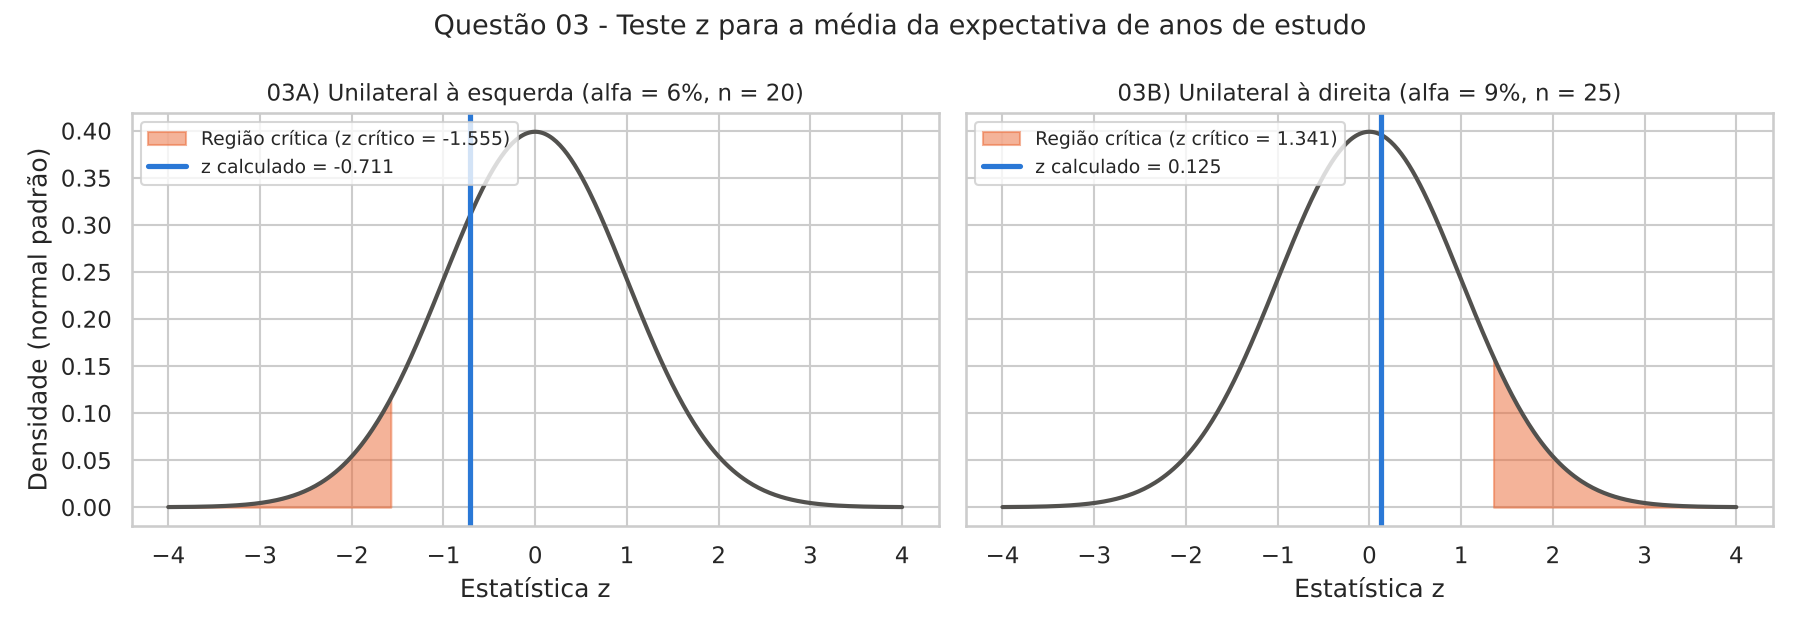 Questão 03 - Teste z para a média da expectativa de anos de estudo
03A) Unilateral à esquerda (alfa = 6%, n = 20)
Região crítica (z crítico = -1.555)
z calculado = -0.711
Densidade (normal padrão)
0.40
0.35
0.30
0.25
0.20
0.15
0.10
0.05
0.00
−4 −3 −2 −1 0 1 2 3 4
Estatística z
03B) Unilateral à direita (alfa = 9%, n = 25)
Região crítica (z crítico = 1.341)
z calculado = 0.125
−4 −3 −2 −1 0 1 2 3 4
Estatística z